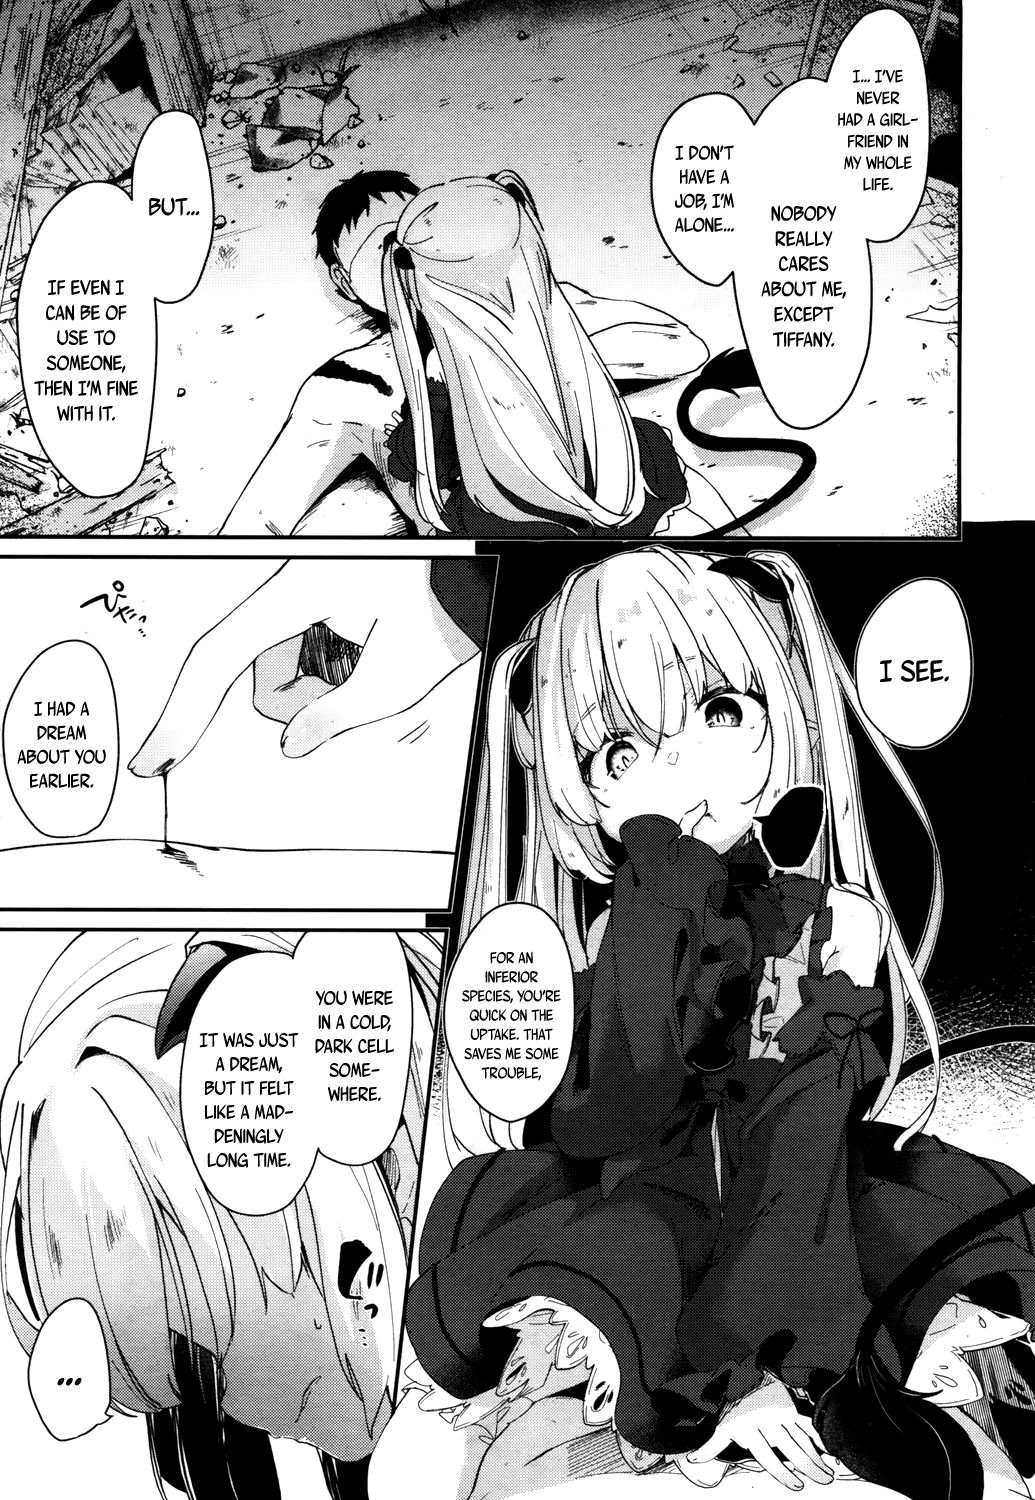 I... I'VE
NEVER
HAD A GIRL-
FRIEND IN
MY WHOLE
LIFE.
NOBODY
REALLY
CARES
ABOUT ME,
EXCEPT
TIFFANY.
I DON'T
HAVE A
JOB, I'M
ALONE...
BUT...
IF EVEN I
CAN BE OF
USE TO
SOMEONE,
THEN I'M FINE
WITH IT.
I SEE.
FOR AN
INFERIOR
SPECIES, YOU'RE
QUICK ON THE
UPTAKE. THAT
SAVES ME SOME
TROUBLE,
I HAD A
DREAM
ABOUT YOU
EARLIER.
YOU WERE
IN A COLD,
DARK CELL
SOME-
WHERE.
IT WAS JUST
A DREAM,
BUT IT FELT
LIKE A MAD-
DENINGLY
LONG TIME.
...